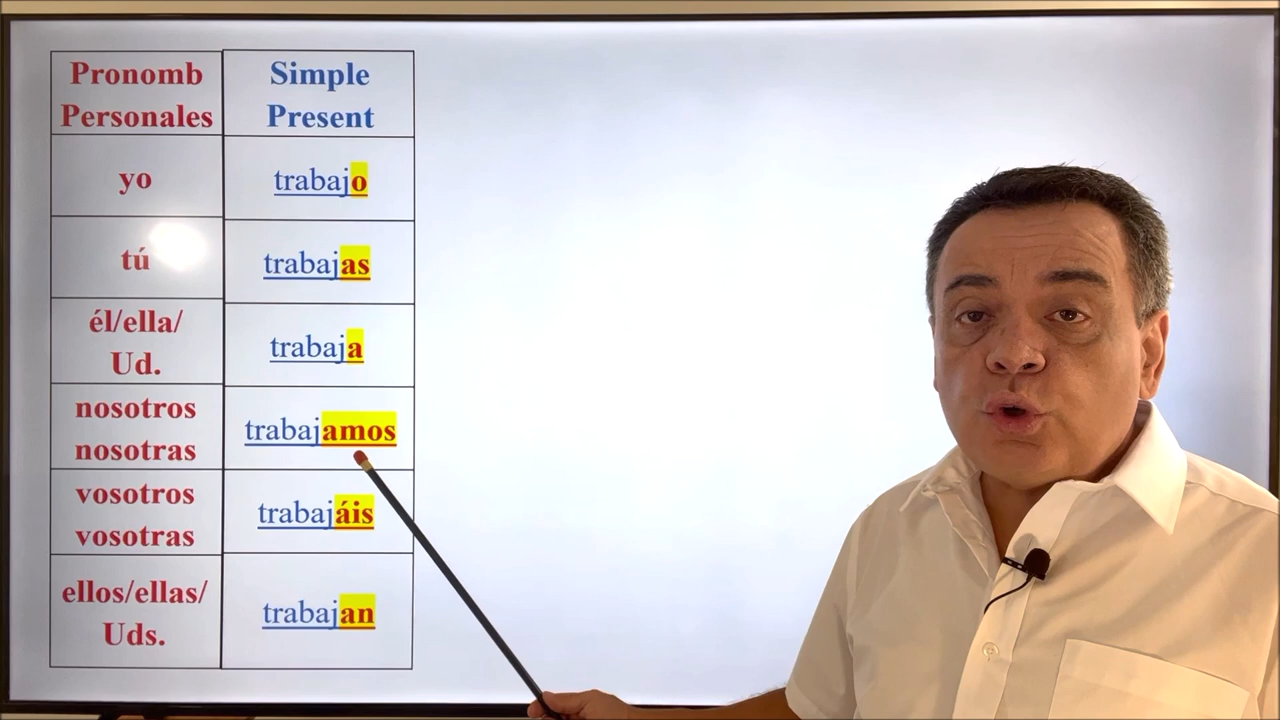 Pronomb
Personales
Simple
Present
yo
trabajo
tú
trabajas
él/ella/
Ud.
trabaja
nosotros
nosotras
trabajamos
vosotros
vosotras
trabajáis
ellos/ellas/
Uds.
trabajan